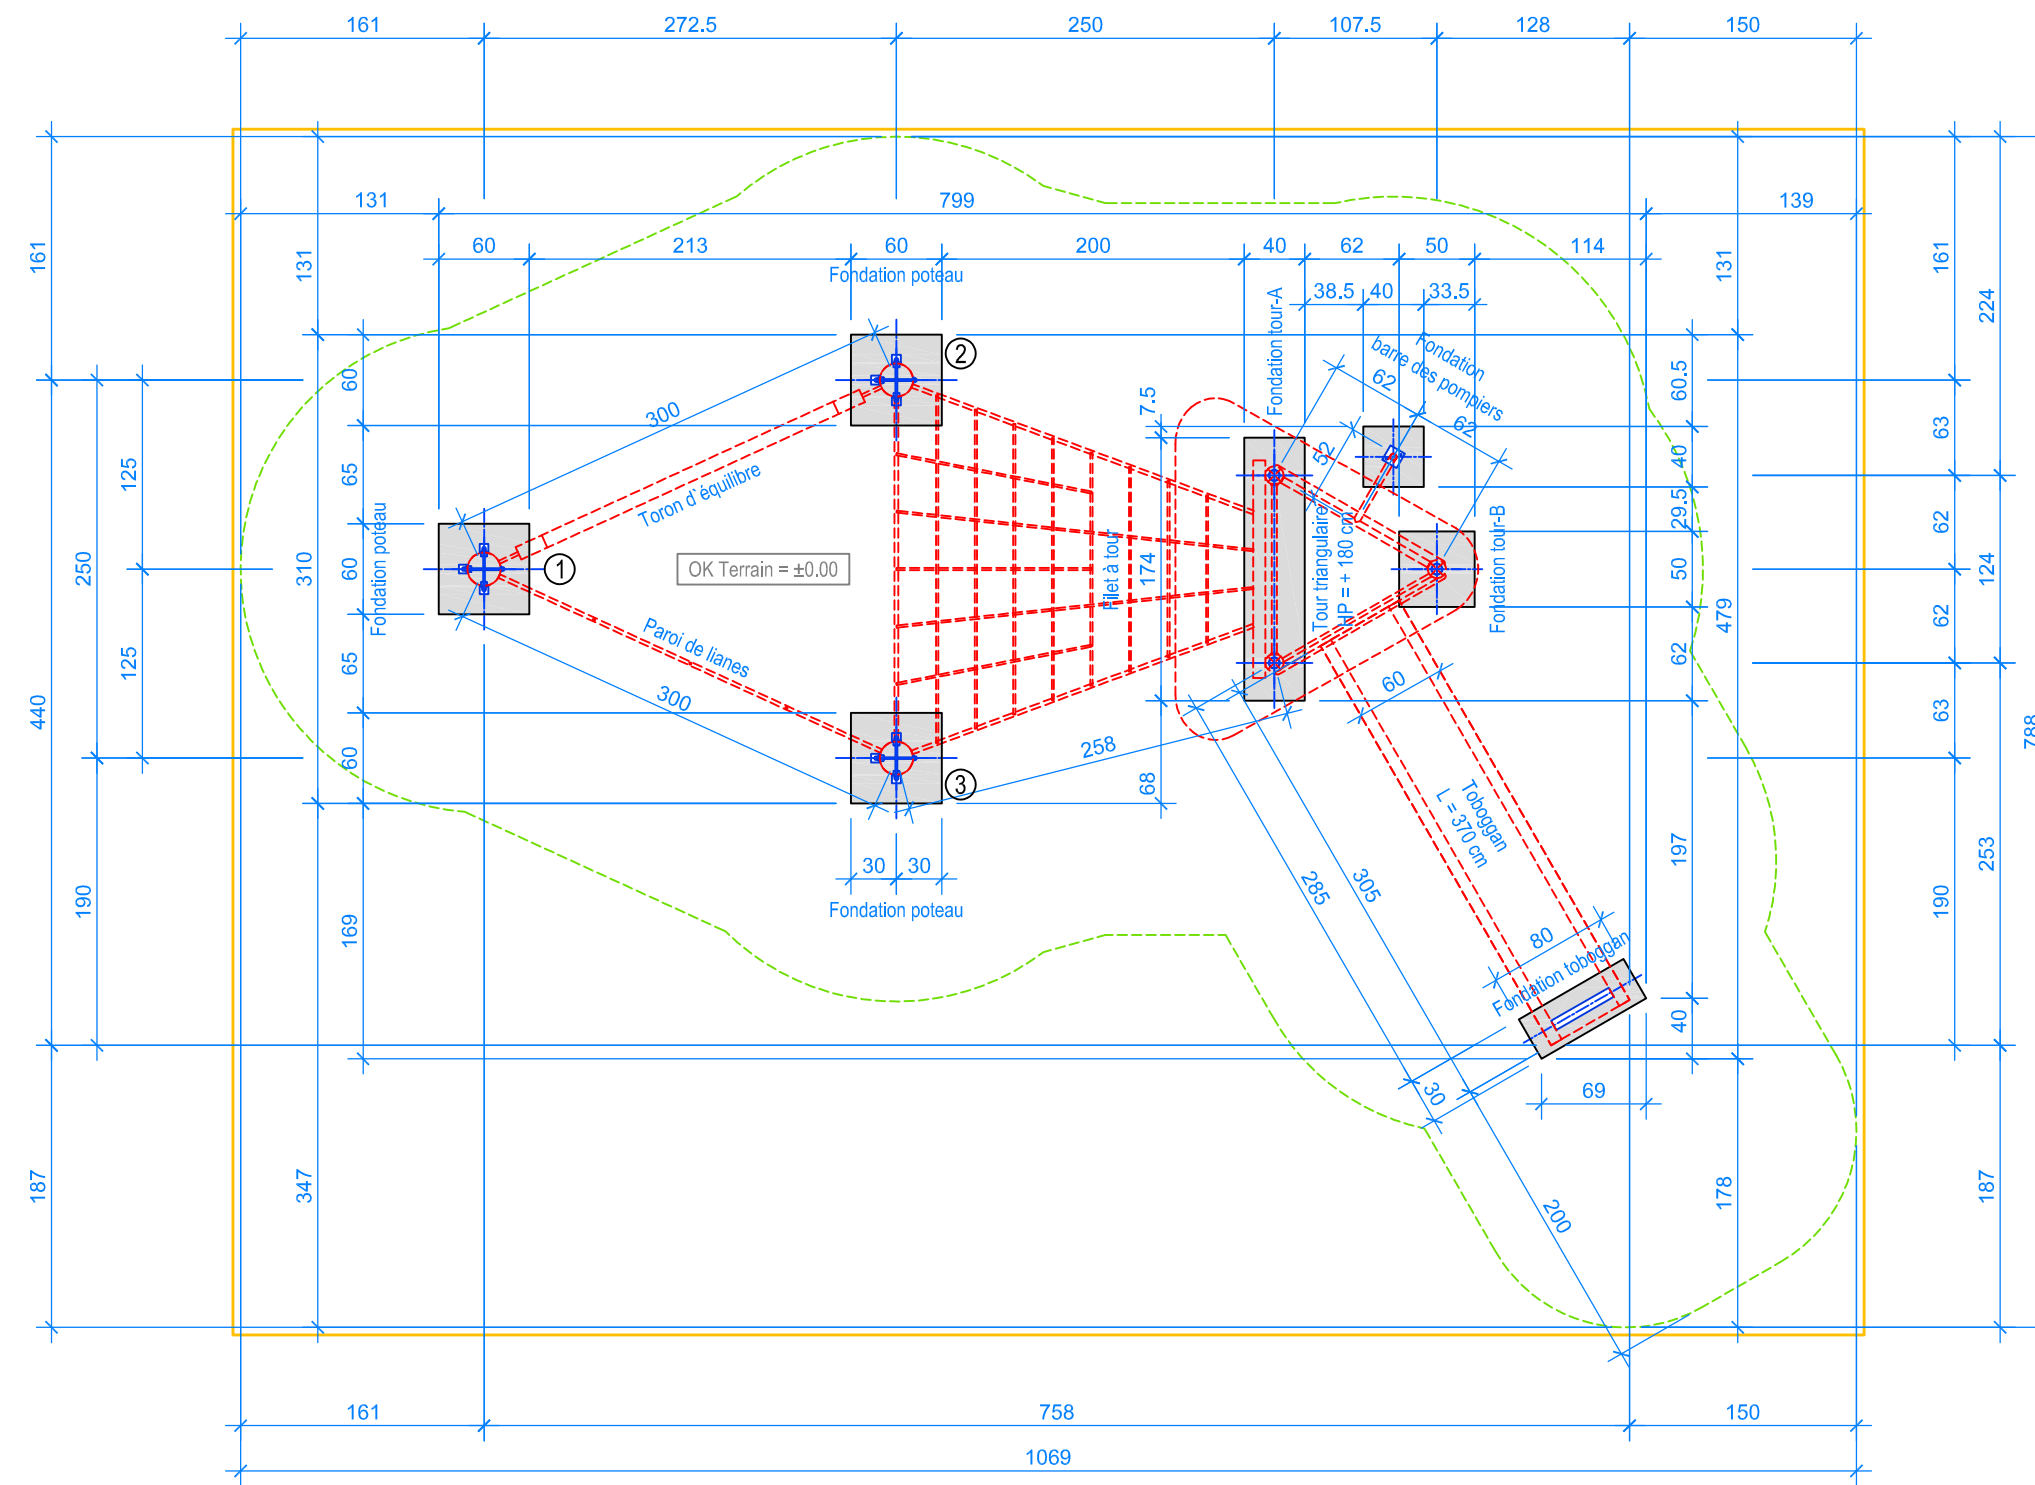 161 272.5 250 107.5 128 150
131 799 139
60 213 60 200 40 62 50 114
Fondation poteau
38.5 40 33.5
161
131
131
161
224
Fondation tour-A
Fondation
barre des pompiers
62
62
52
7.5
2
60
300
60.5
63
125
65
Toron d'équilibre
Fondation poteau
40
29.5
62
250
310
60
1
OK Terrain = ±0.00
Filet à tour
174
Tour triangulaire
HP = + 180 cm
Fondation tour-B
50
479
124
125
65
Paroi de lianes
300
62
62
60
63
440
60
3
258
68
788
Toboggan
L = 370 cm
30 30
Fondation poteau
190
169
285
305
197
190
253
80
Fondation toboggan
40
30
69
187
347
200
178
187
161 758 150
1069